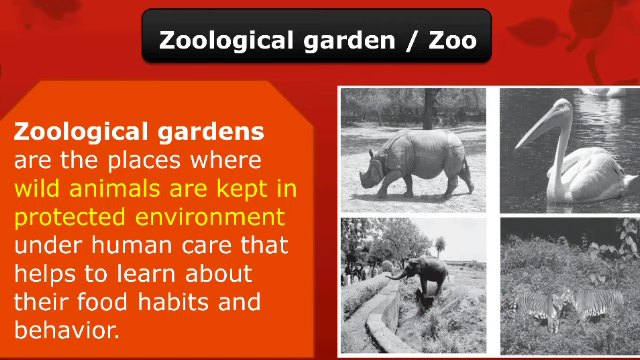 Zoological garden / Zoo
Zoological gardens
are the places where
wild animals are kept in
protected environment
under human care that
helps to learn about
their food habits and
behavior.